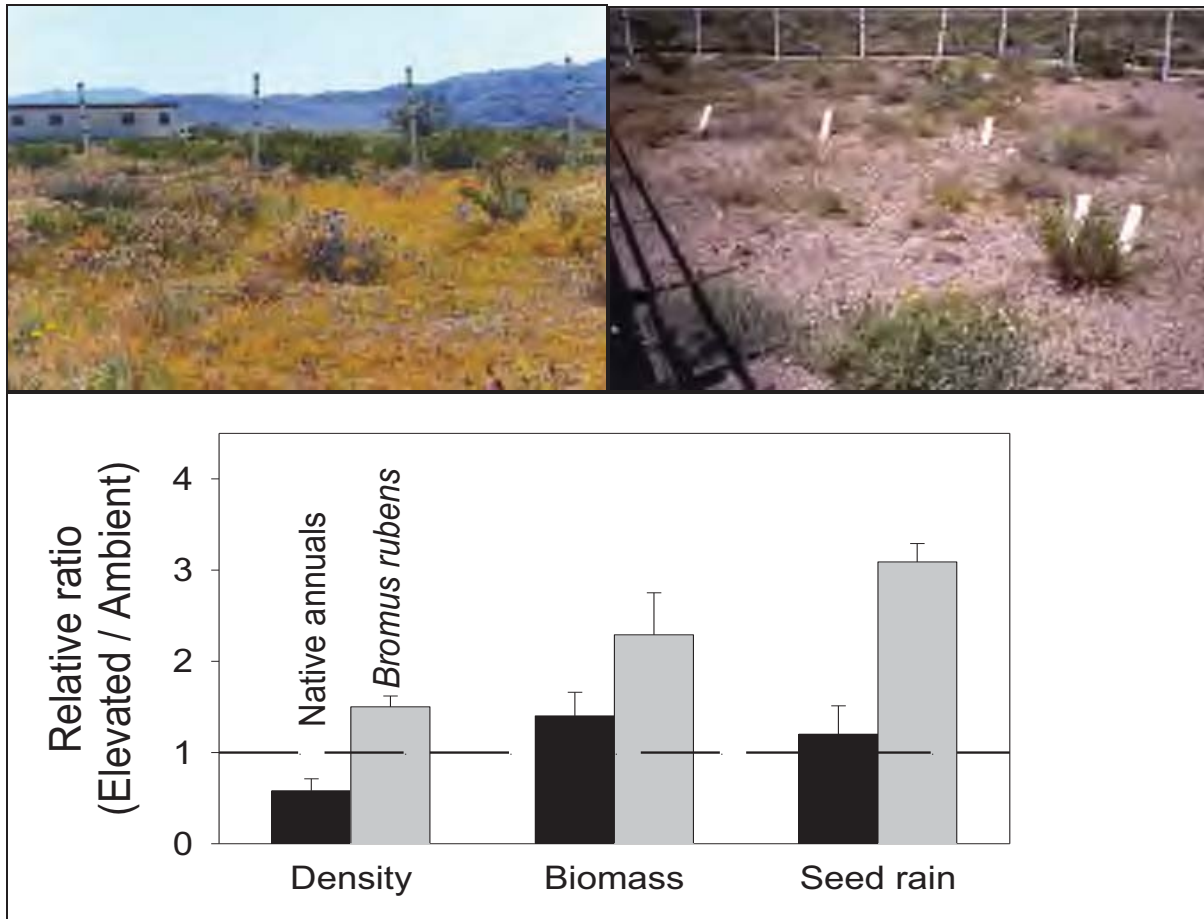 Relative ratio
(Elevated / Ambient)
4
3
2
1
0
Native annuals
Bromus rubens
Density
Biomass
Seed rain